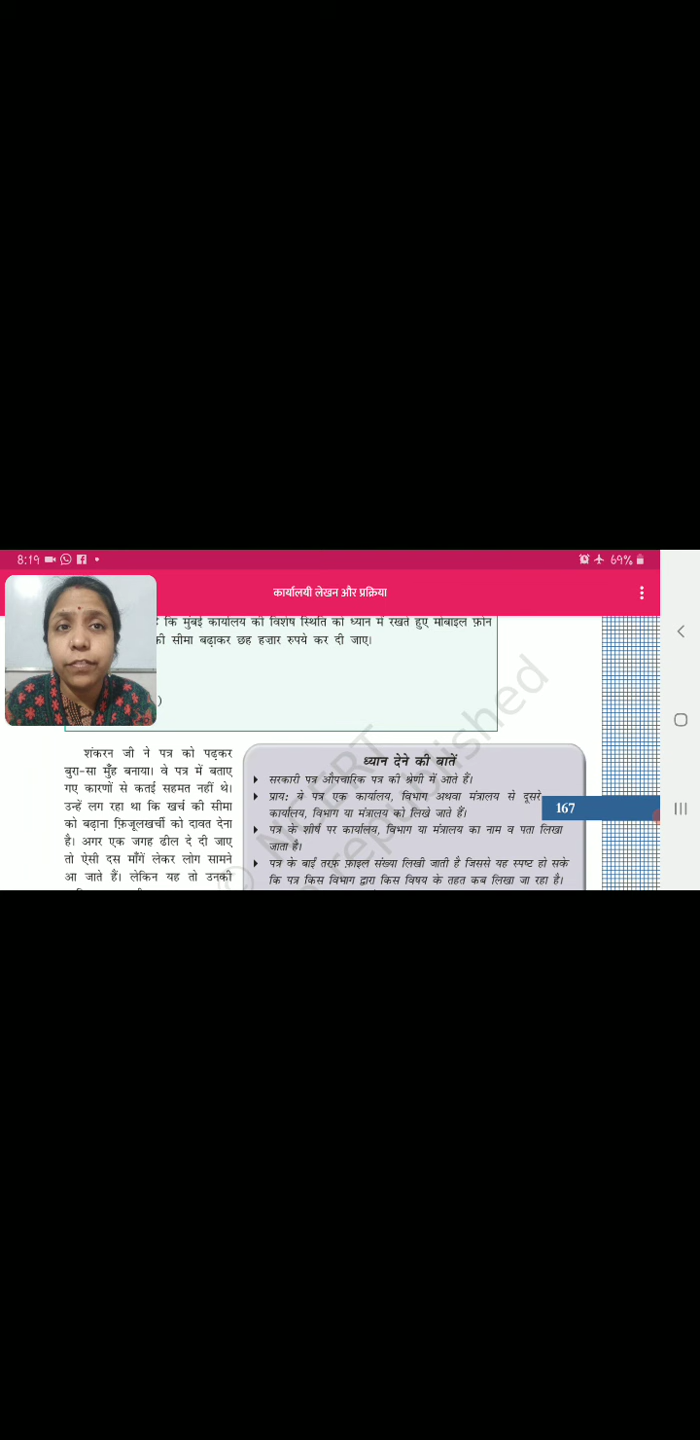 8:19
69%
कार्यालयी लेखन और प्रक्रिया
कि मुंबई कार्यालय की विशेष स्थिति को ध्यान में रखते हुए मोबाइल फ़ोन
की सीमा बढ़ाकर छह हज़ार रुपये कर दी जाए।
)
शंकरन जी ने पत्र को पढ़कर
बुरा-सा मुँह बनाया। वे पत्र में बताए
गए कारणों से कतई सहमत नहीं थे।
उन्हें लग रहा था कि खर्च की सीमा
को बढ़ाना फ़िज़ूलखर्ची को दावत देना
है। अगर एक जगह ढील दे दी जाए
तो ऐसी दस माँगें लेकर लोग सामने
आ जाते हैं। लेकिन यह तो उनकी
ध्यान देने की बातें
सरकारी पत्र औपचारिक पत्र की श्रेणी में आते हैं।
प्राय: ये पत्र एक कार्यालय, विभाग अथवा मंत्रालय से दूसरे
कार्यालय, विभाग या मंत्रालय को लिखे जाते हैं।
पत्र के शीर्ष पर कार्यालय, विभाग या मंत्रालय का नाम व पता लिखा
जाता है।
पत्र के बाईं तरफ़ फ़ाइल संख्या लिखी जाती है जिससे यह स्पष्ट हो सके
कि पत्र किस विभाग द्वारा किस विषय के तहत कब लिखा जा रहा है।
167
© NCERT
republished